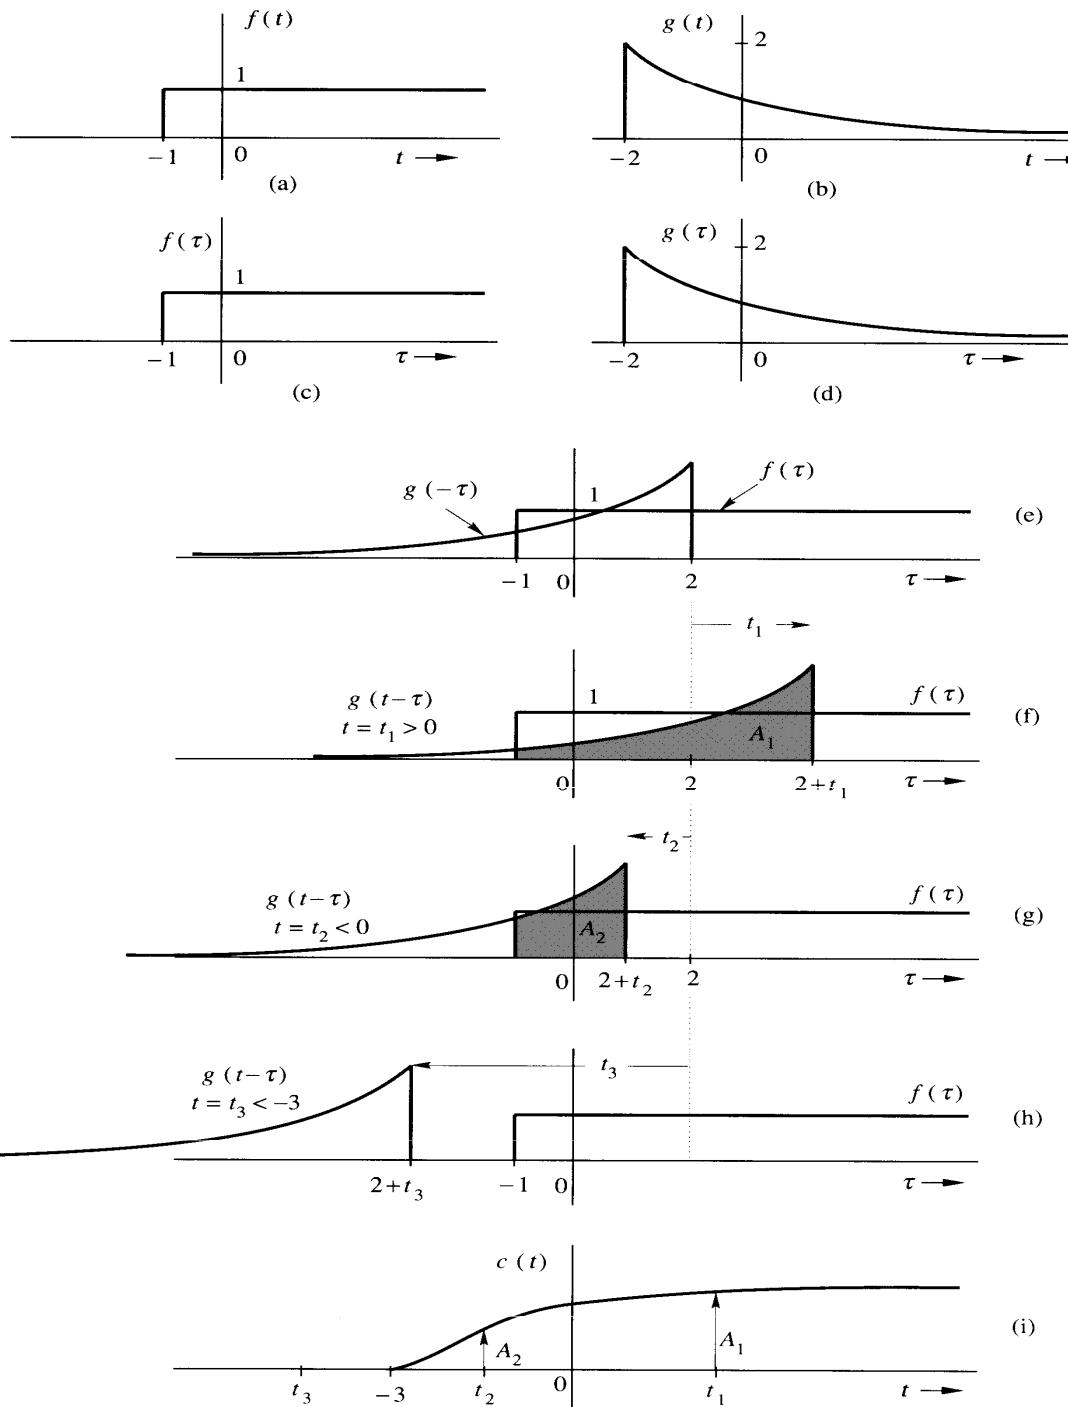 f(t)
1
-1
0
t
(a)
g(t)
2
-2
0
t
(b)
f(τ)
1
-1
0
τ
(c)
g(τ)
2
-2
0
τ
(d)
g(-τ)
1
f(τ)
-1
0
2
τ
(e)
t₁
g(t-τ)
t = t₁ > 0
1
A₁
f(τ)
0
2
2+t₁
τ
(f)
t₂
g(t-τ)
t = t₂ < 0
A₂
f(τ)
0
2+t₂
2
τ
(g)
t₃
g(t-τ)
t = t₃ < -3
f(τ)
2+t₃
-1
0
τ
(h)
c(t)
A₂
A₁
t₃
-3
t₂
0
t₁
t
(i)